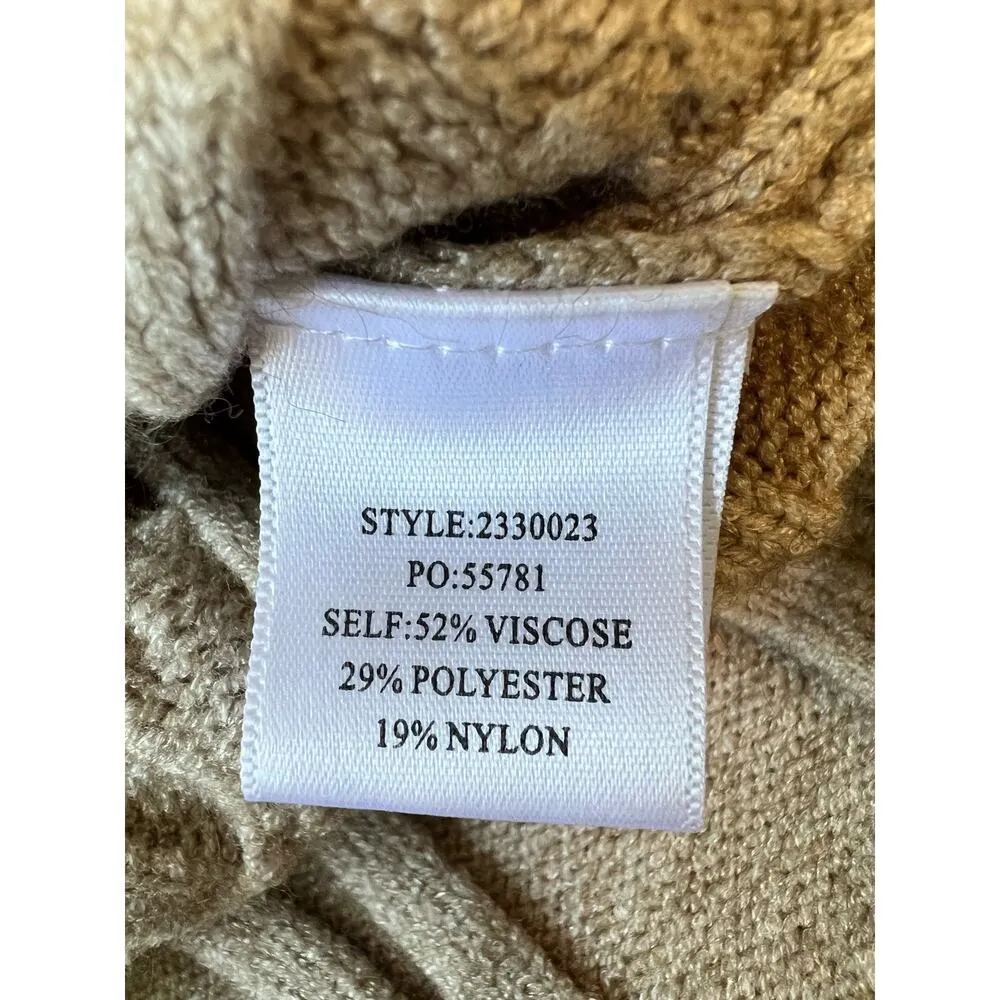 STYLE:2330023
PO:55781
SELF:52% VISCOSE
29% POLYESTER
19% NYLON